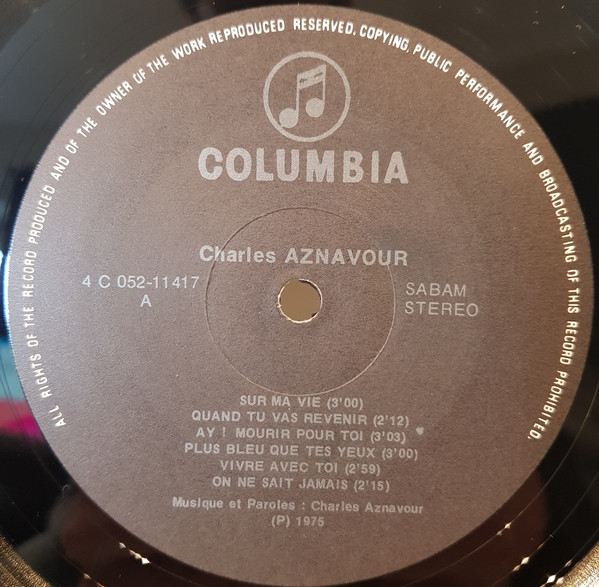 ALL RIGHTS OF THE RECORD PRODUCED AND OF THE OWNER OF THE WORK REPRODUCED RESERVED. COPYING, PUBLIC PERFORMANCE AND BROADCASTING OF THIS RECORD PROHIBITED.
COLUMBIA
Charles AZNAVOUR
4 C 052-11417
A
SABAM
STEREO
SUR MA VIE (3'00)
QUAND TU VAS REVENIR (2'12)
AY ! MOURIR POUR TOI (3'03)
PLUS BLEU QUE TES YEUX (3'00)
VIVRE AVEC TOI (2'59)
ON NE SAIT JAMAIS (2'15)
Musique et Paroles : Charles Aznavour
(P) 1975